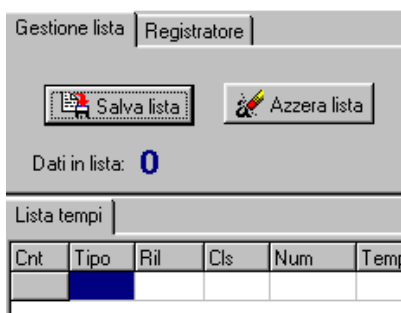 Gestione lista Registratore
Salva lista Azzera lista
Dati in lista: 0
Lista tempi
Cnt Tipo Ril Cls Num